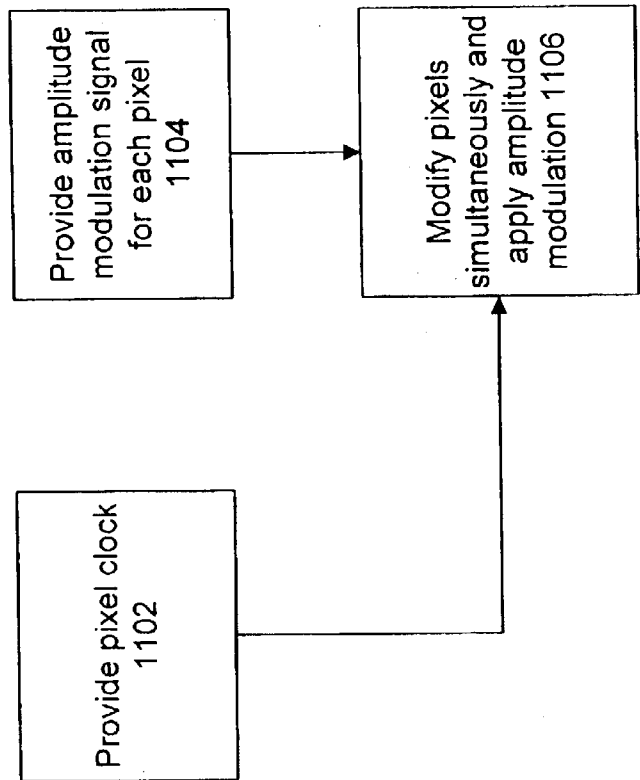 Provide pixel clock
1102
Provide amplitude
modulation signal
for each pixel
1104
Modify pixels
simultaneously and
apply amplitude
modulation 1106